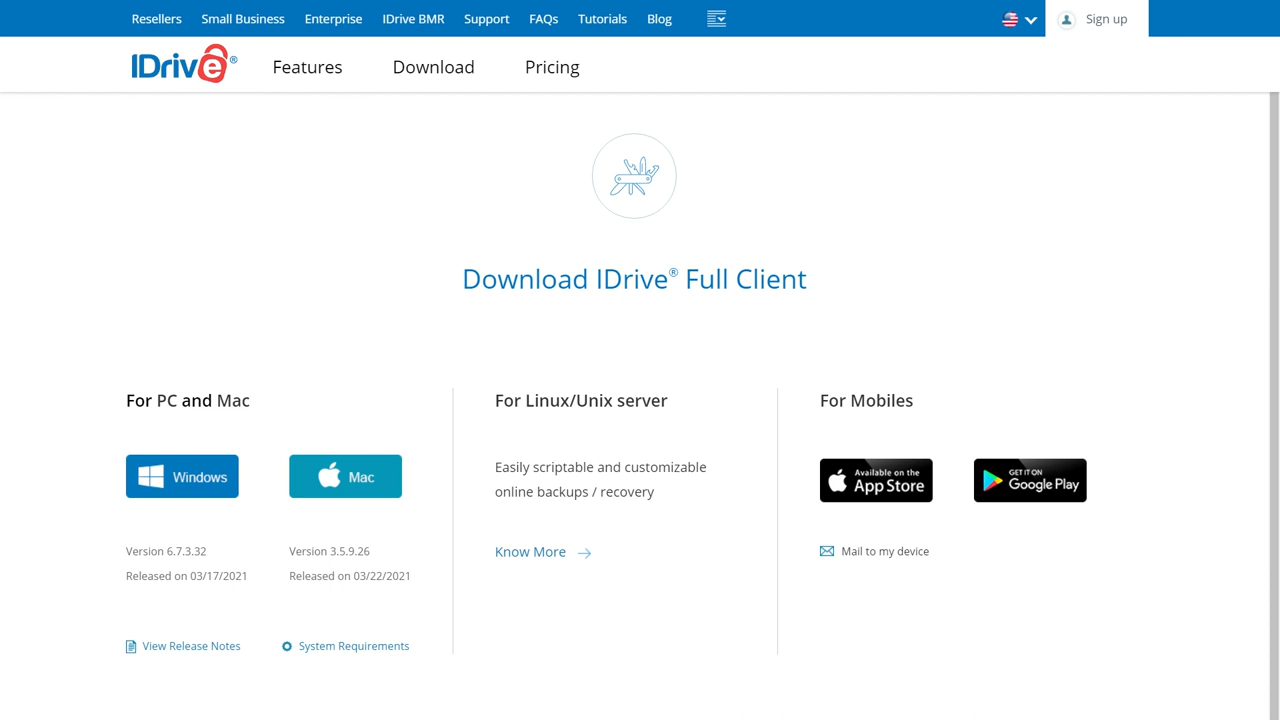 Resellers Small Business Enterprise IDrive BMR Support FAQs Tutorials Blog Sign up
IDrive® Features Download Pricing
Download IDrive® Full Client
For PC and Mac
Windows
Mac
Version 6.7.3.32
Released on 03/17/2021
Version 3.5.9.26
Released on 03/22/2021
View Release Notes
System Requirements
For Linux/Unix server
Easily scriptable and customizable
online backups / recovery
Know More
For Mobiles
Available on the
App Store
GET IT ON
Google Play
Mail to my device